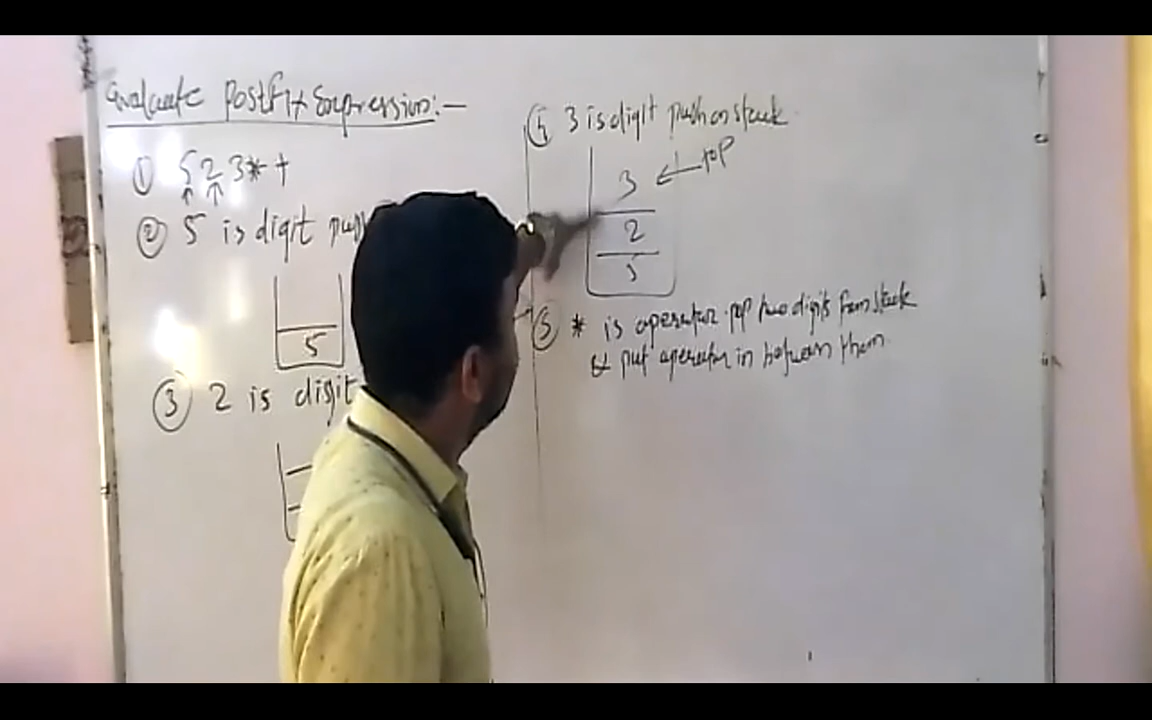 Evaluate Postfix Expression:-
① 5 2 3 * +
② 5 is digit push
5
③ 2 is digit
④ 3 is digit push on stack
top
3
2
5
⑤ * is operator pop two digits from stack
& put operator in between them